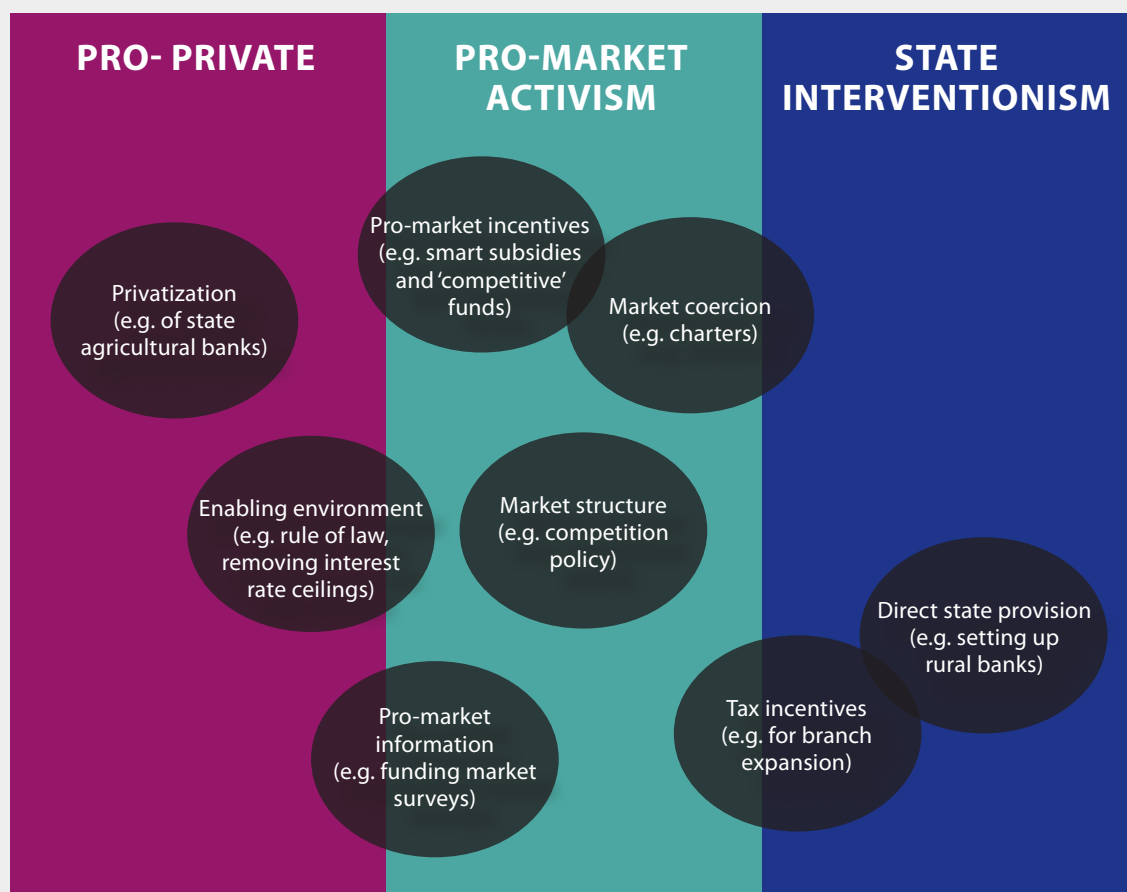 PRO- PRIVATE
PRO-MARKET
ACTIVISM
STATE
INTERVENTIONISM
Privatization
(e.g. of state
agricultural banks)
Pro-market incentives
(e.g. smart subsidies
and ‘competitive’
funds)
Market coercion
(e.g. charters)
Enabling environment
(e.g. rule of law,
removing interest
rate ceilings)
Market structure
(e.g. competition
policy)
Direct state provision
(e.g. setting up
rural banks)
Pro-market
information
(e.g. funding market
surveys)
Tax incentives
(e.g. for branch
expansion)